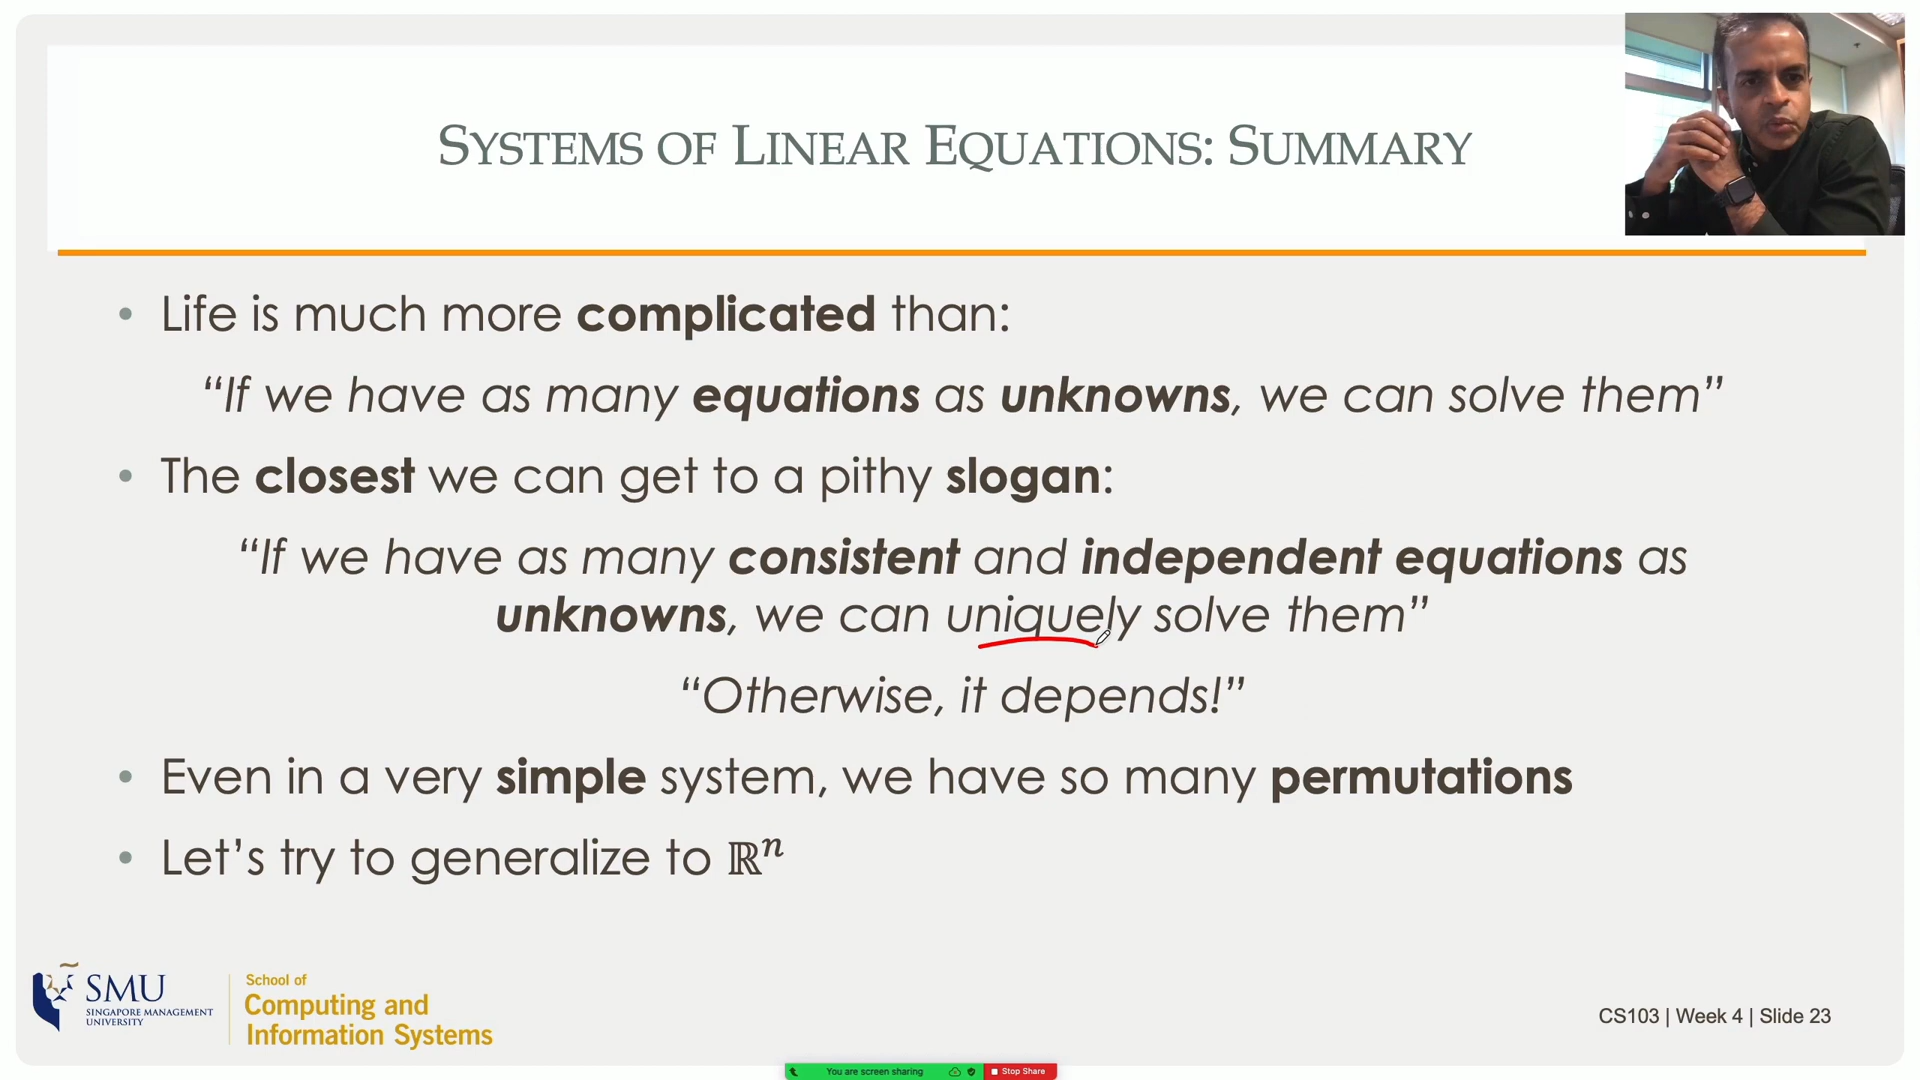 SYSTEMS OF LINEAR EQUATIONS: SUMMARY
• Life is much more complicated than:
“If we have as many equations as unknowns, we can solve them”
• The closest we can get to a pithy slogan:
“If we have as many consistent and independent equations as
unknowns, we can uniquely solve them”
“Otherwise, it depends!”
• Even in a very simple system, we have so many permutations
• Let’s try to generalize to ℝⁿ
SMU
SINGAPORE MANAGEMENT
UNIVERSITY
School of
Computing and
Information Systems
CS103 | Week 4 | Slide 23
You are screen sharing
Stop Share